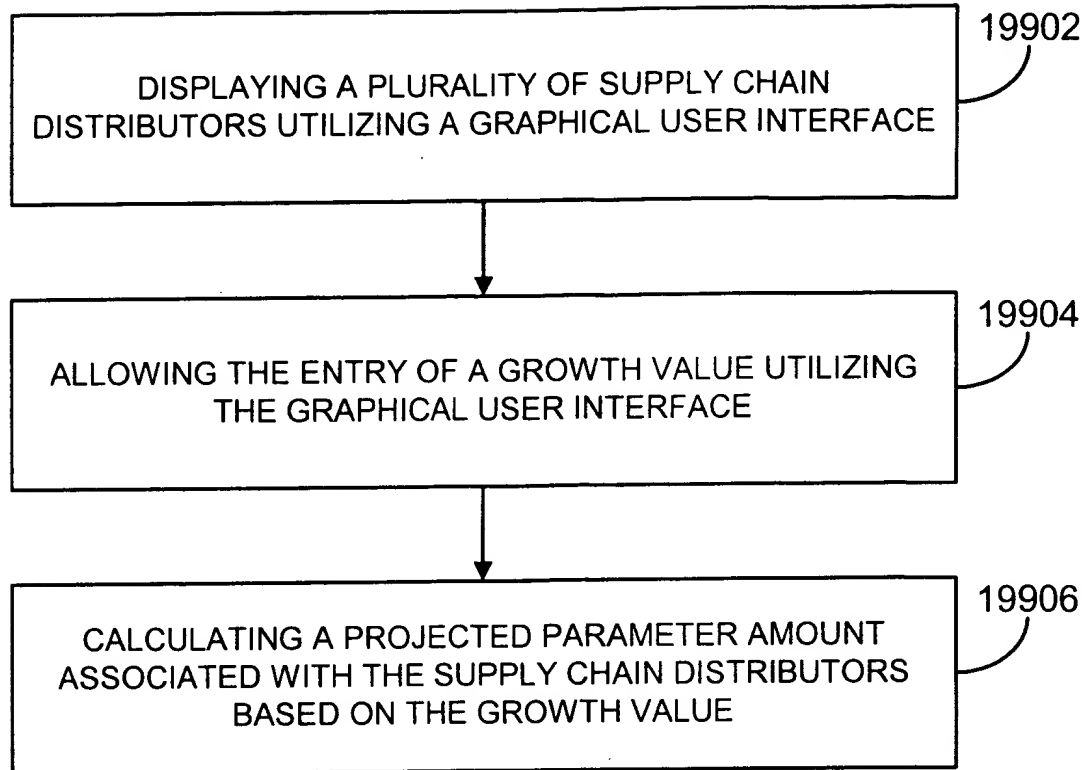 19902
DISPLAYING A PLURALITY OF SUPPLY CHAIN
DISTRIBUTORS UTILIZING A GRAPHICAL USER INTERFACE
19904
ALLOWING THE ENTRY OF A GROWTH VALUE UTILIZING
THE GRAPHICAL USER INTERFACE
19906
CALCULATING A PROJECTED PARAMETER AMOUNT
ASSOCIATED WITH THE SUPPLY CHAIN DISTRIBUTORS
BASED ON THE GROWTH VALUE